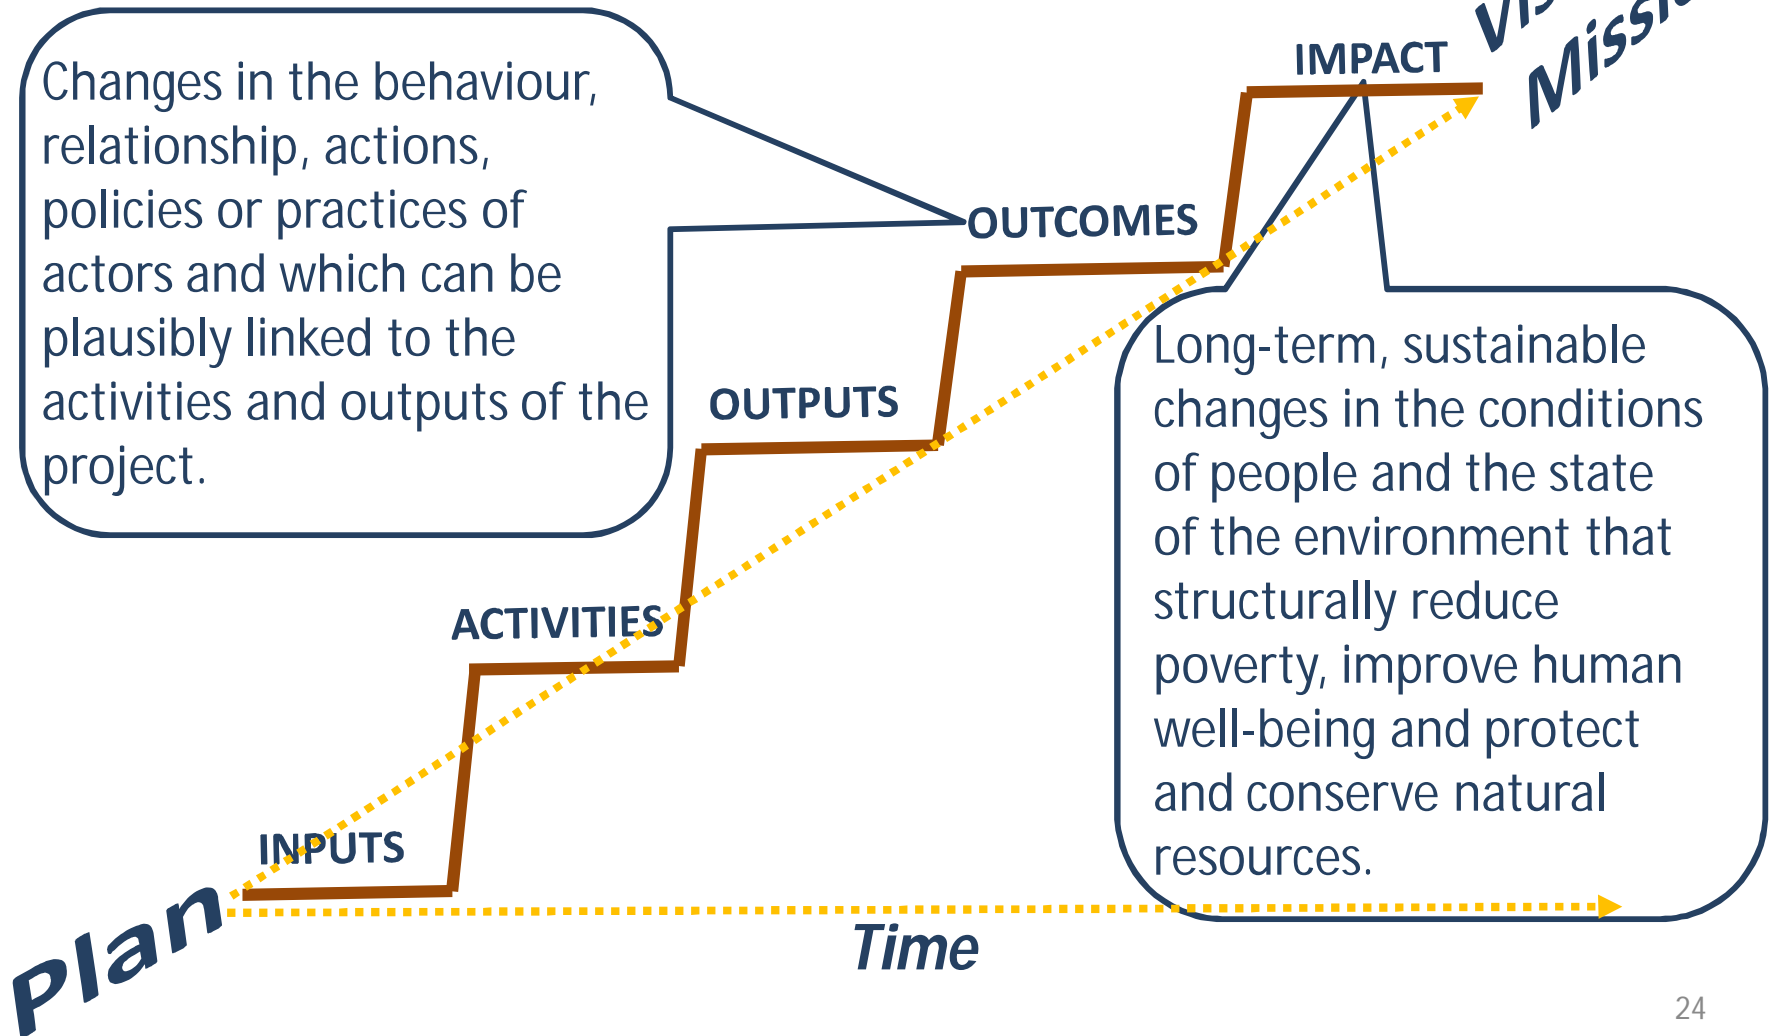 Changes in the behaviour,
relationship, actions,
policies or practices of
actors and which can be
plausibly linked to the
activities and outputs of the
project.
Mission
IMPACT
OUTCOMES
OUTPUTS
ACTIVITIES
INPUTS
Long-term, sustainable
changes in the conditions
of people and the state
of the environment that
structurally reduce
poverty, improve human
well-being and protect
and conserve natural
resources.
Plan
Time
24